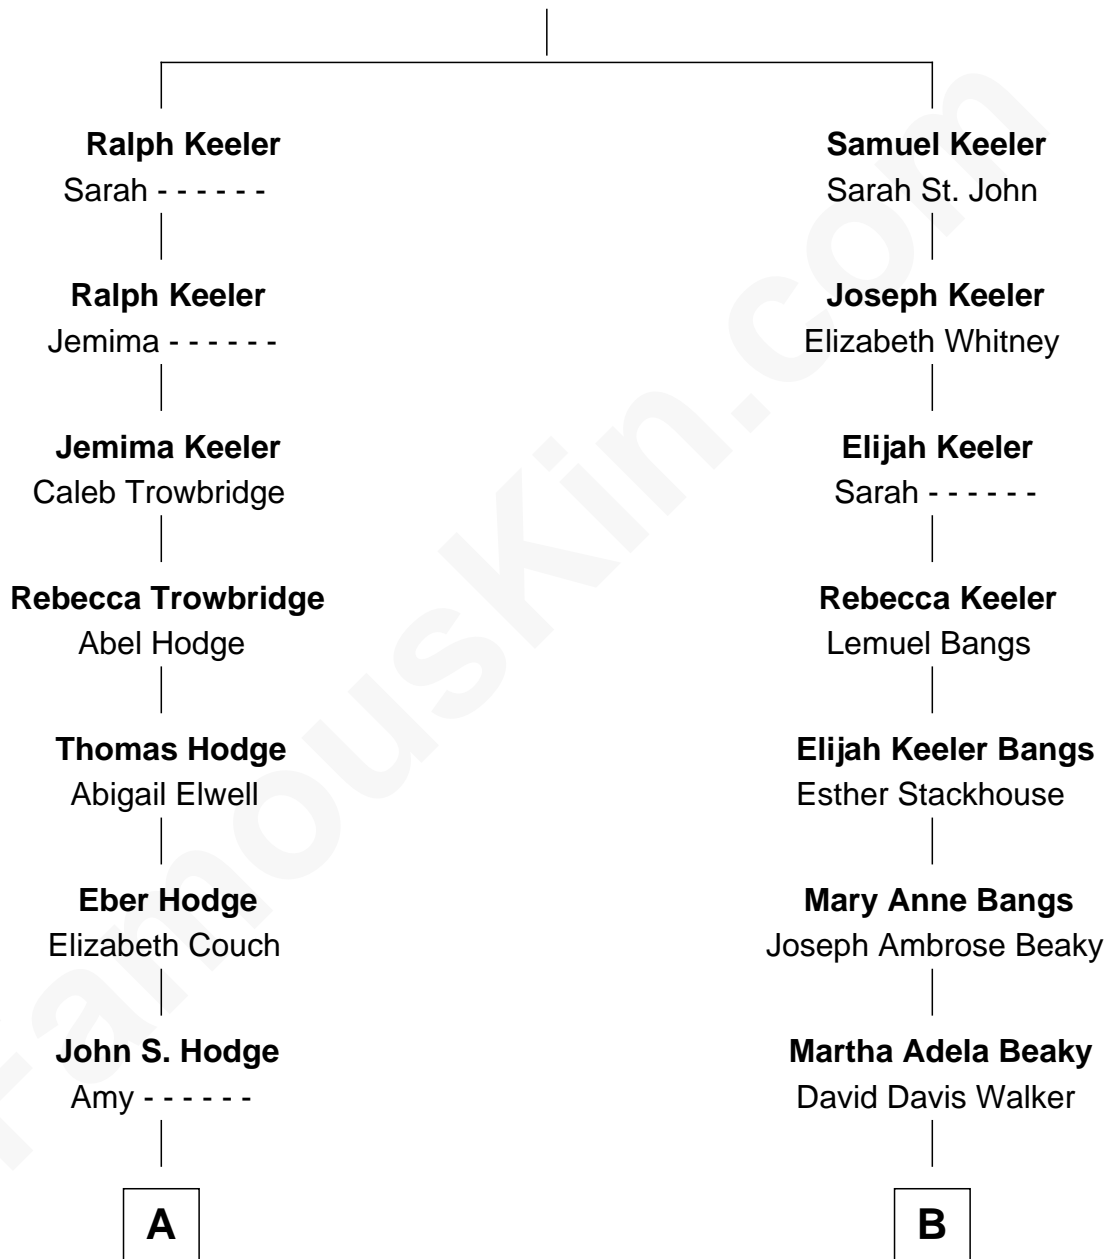 Ralph Keeler
Sarah - - - - - -
Ralph Keeler
Jemima - - - - - -
Jemima Keeler
Caleb Trowbridge
Rebecca Trowbridge
Abel Hodge
Thomas Hodge
Abigail Elwell
Eber Hodge
Elizabeth Couch
John S. Hodge
Amy - - - - - -
A
Samuel Keeler
Sarah St. John
Joseph Keeler
Elizabeth Whitney
Elijah Keeler
Sarah - - - - - -
Rebecca Keeler
Lemuel Bangs
Elijah Keeler Bangs
Esther Stackhouse
Mary Anne Bangs
Joseph Ambrose Beaky
Martha Adela Beaky
David Davis Walker
B
FamousKin.com